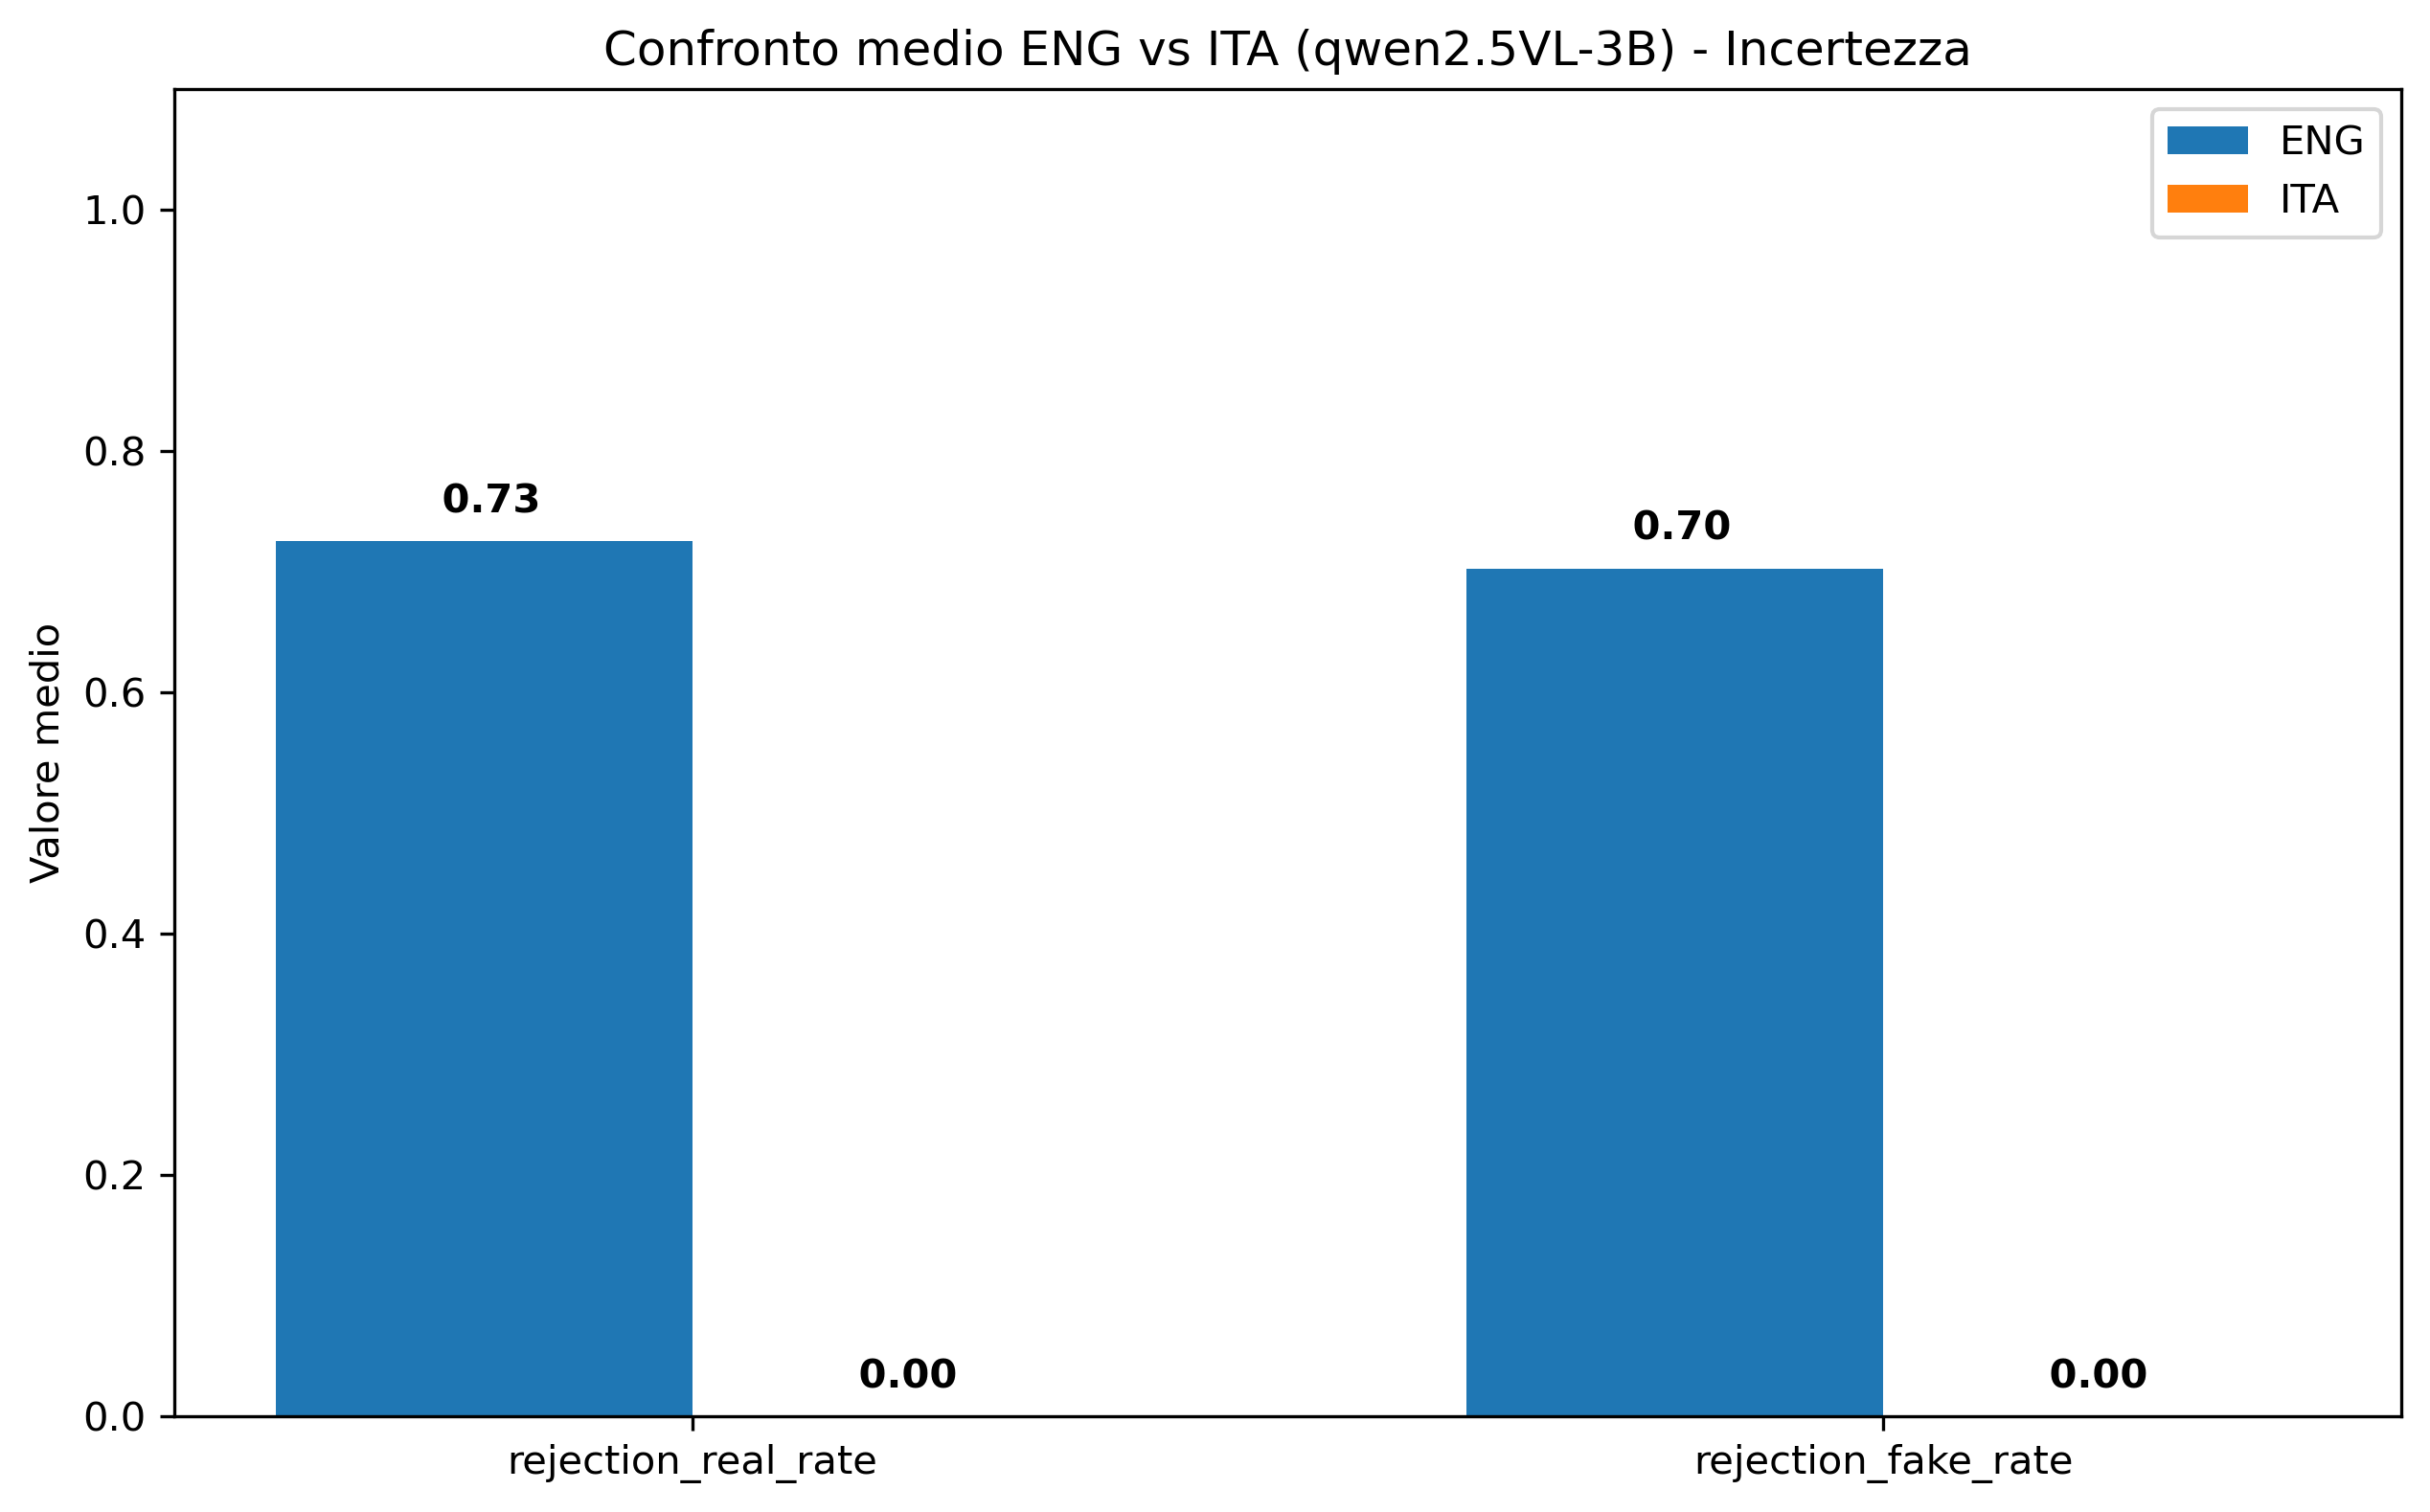 Confronto medio ENG vs ITA (qwen2.5VL-3B) - Incertezza
ENG
ITA
Valore medio
1.0
0.8
0.6
0.4
0.2
0.0
0.73
0.00
0.70
0.00
rejection_real_rate
rejection_fake_rate